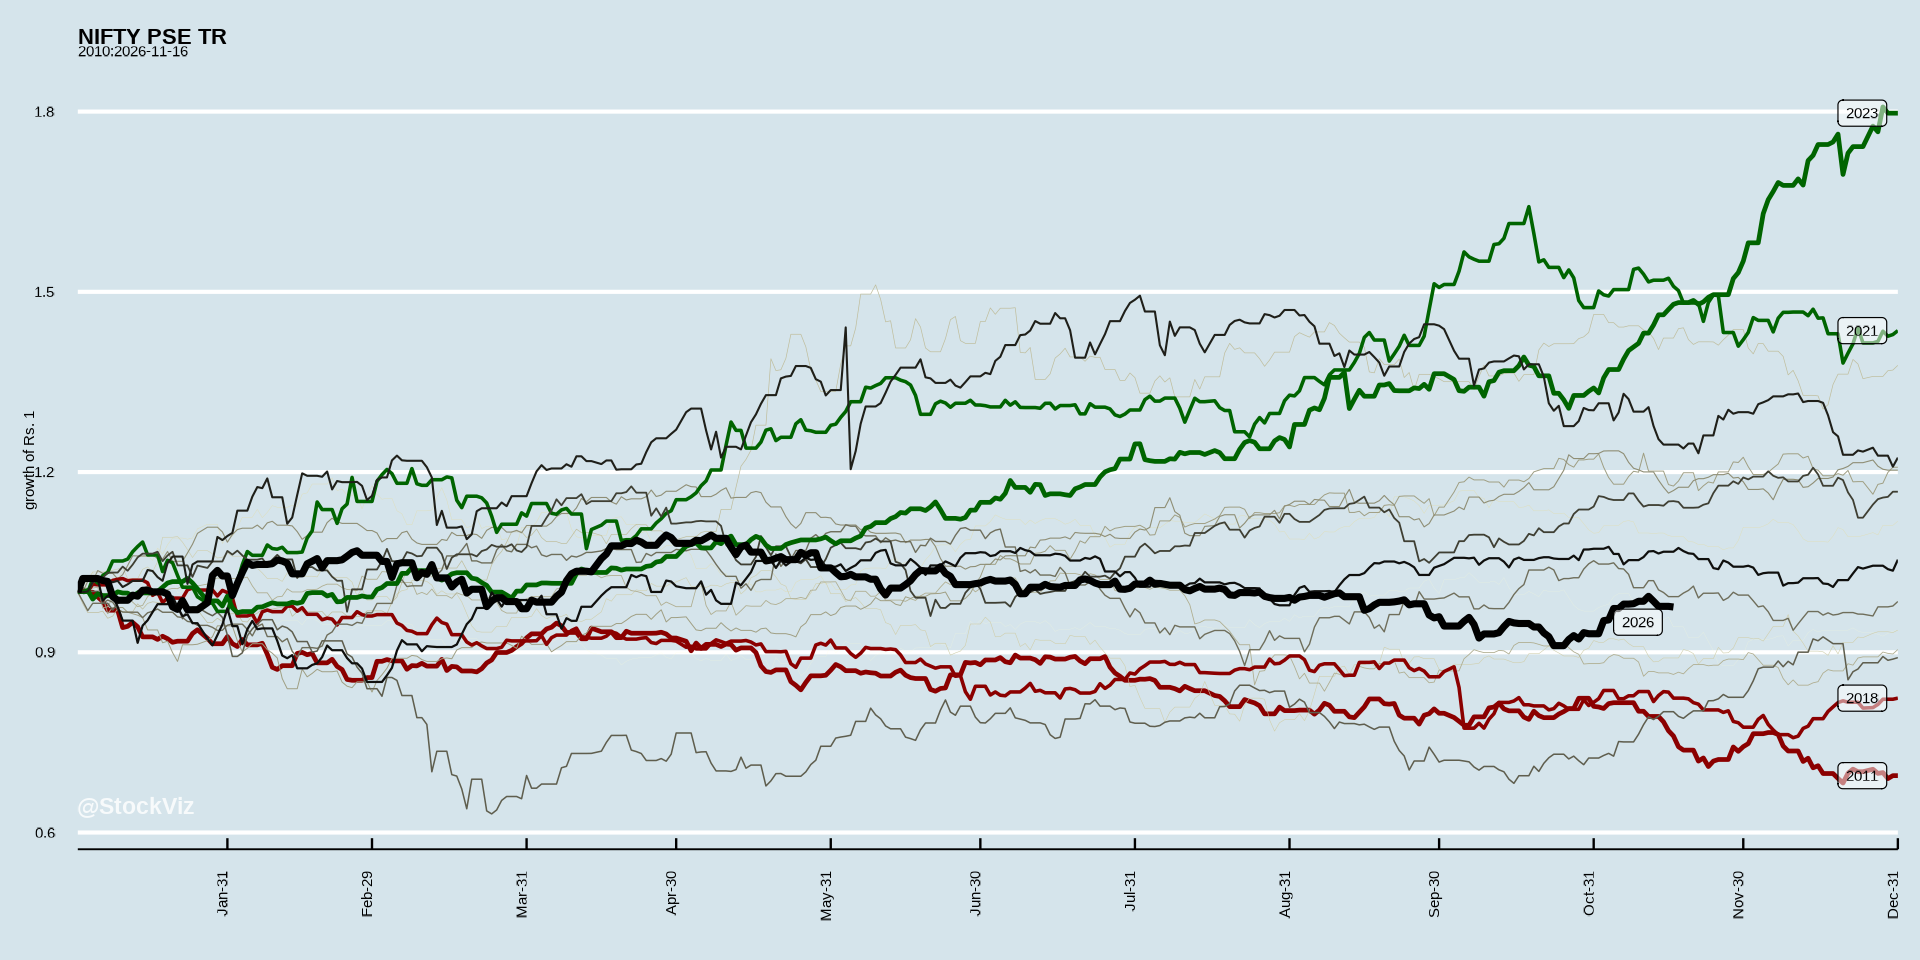 NIFTY PSE TR
2010:2026-11-16
growth of Rs. 1
1.8
1.5
1.2
0.9
0.6
2023
2021
2026
2018
2011
@StockViz
Jan-31
Feb-29
Mar-31
Apr-30
May-31
Jun-30
Jul-31
Aug-31
Sep-30
Oct-31
Nov-30
Dec-31